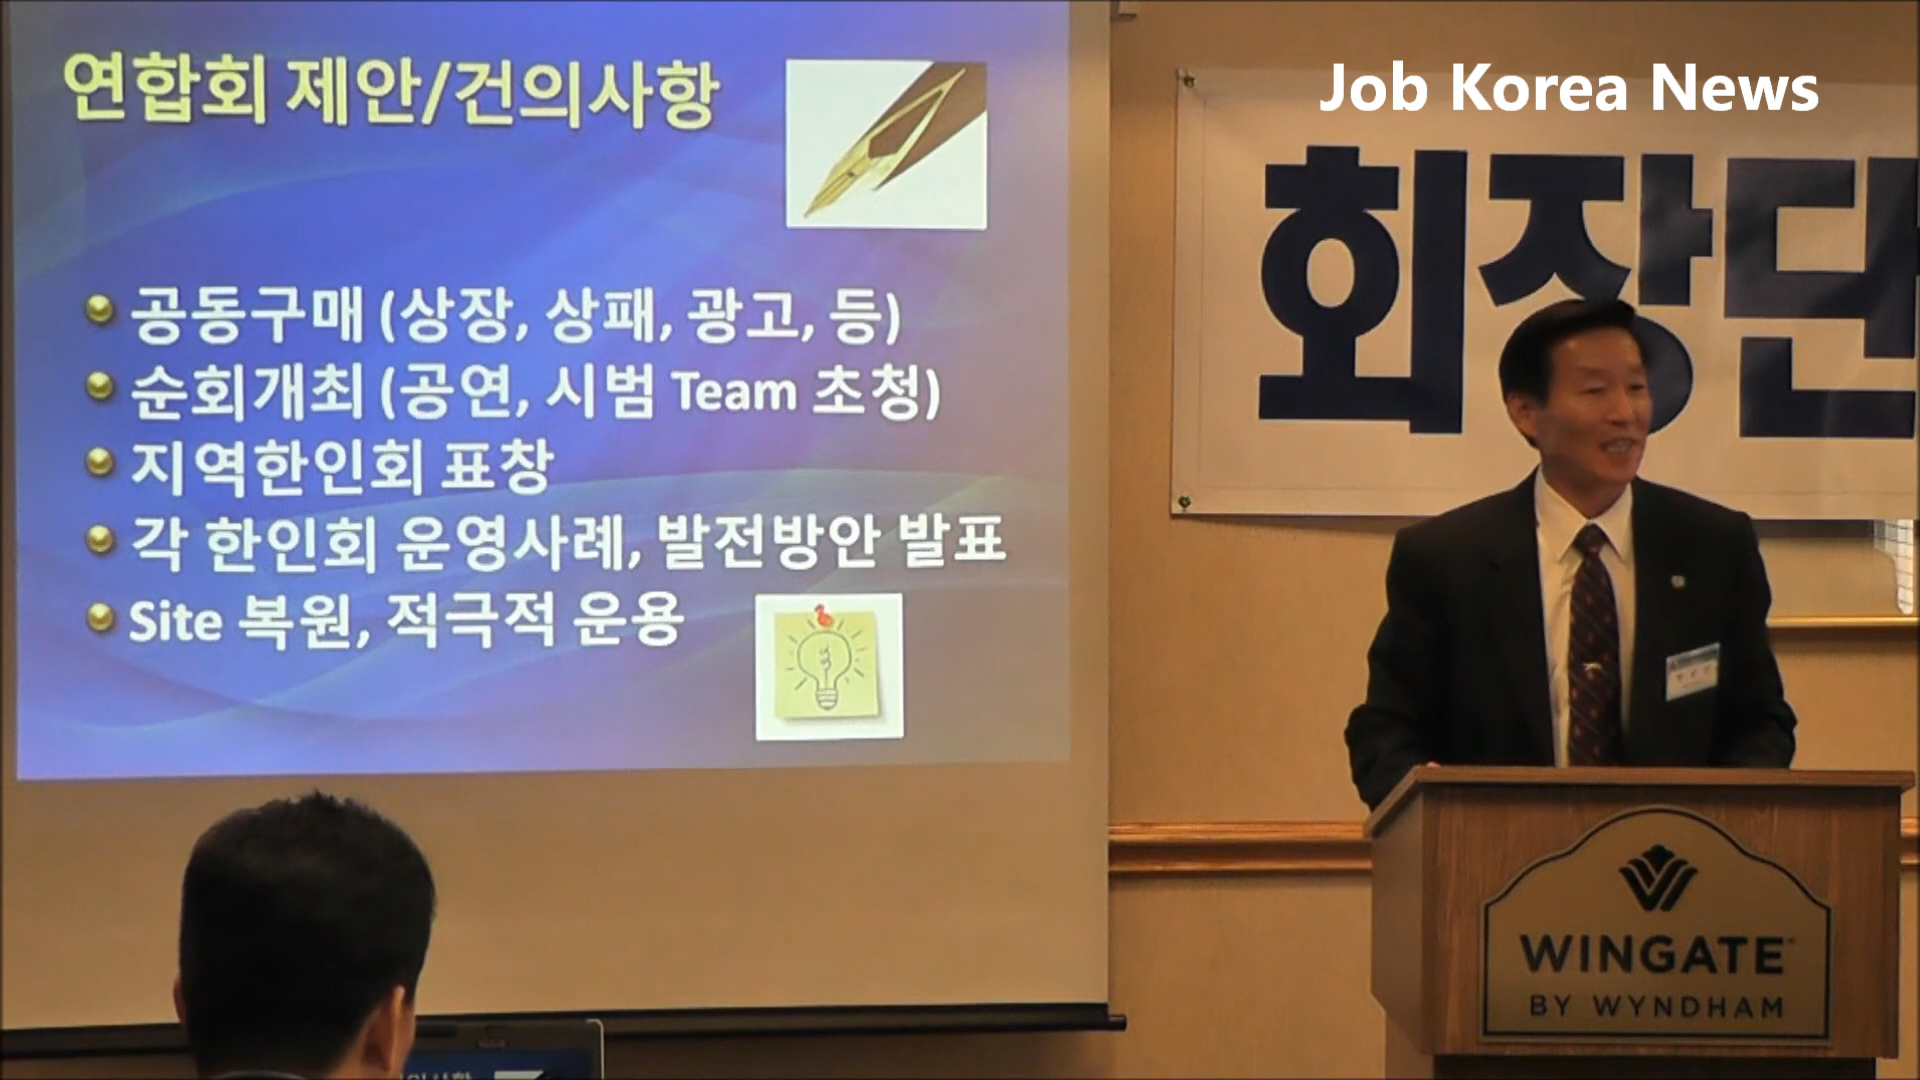 연합회 제안/건의사항
공동구매 (상장, 상패, 광고, 등)
순회개최 (공연, 시범 Team 초청)
지역한인회 표창
각 한인회 운영사례, 발전방안 발표
Site 복원, 적극적 운용
Job Korea News
회장단
WINGATE
BY WYNDHAM